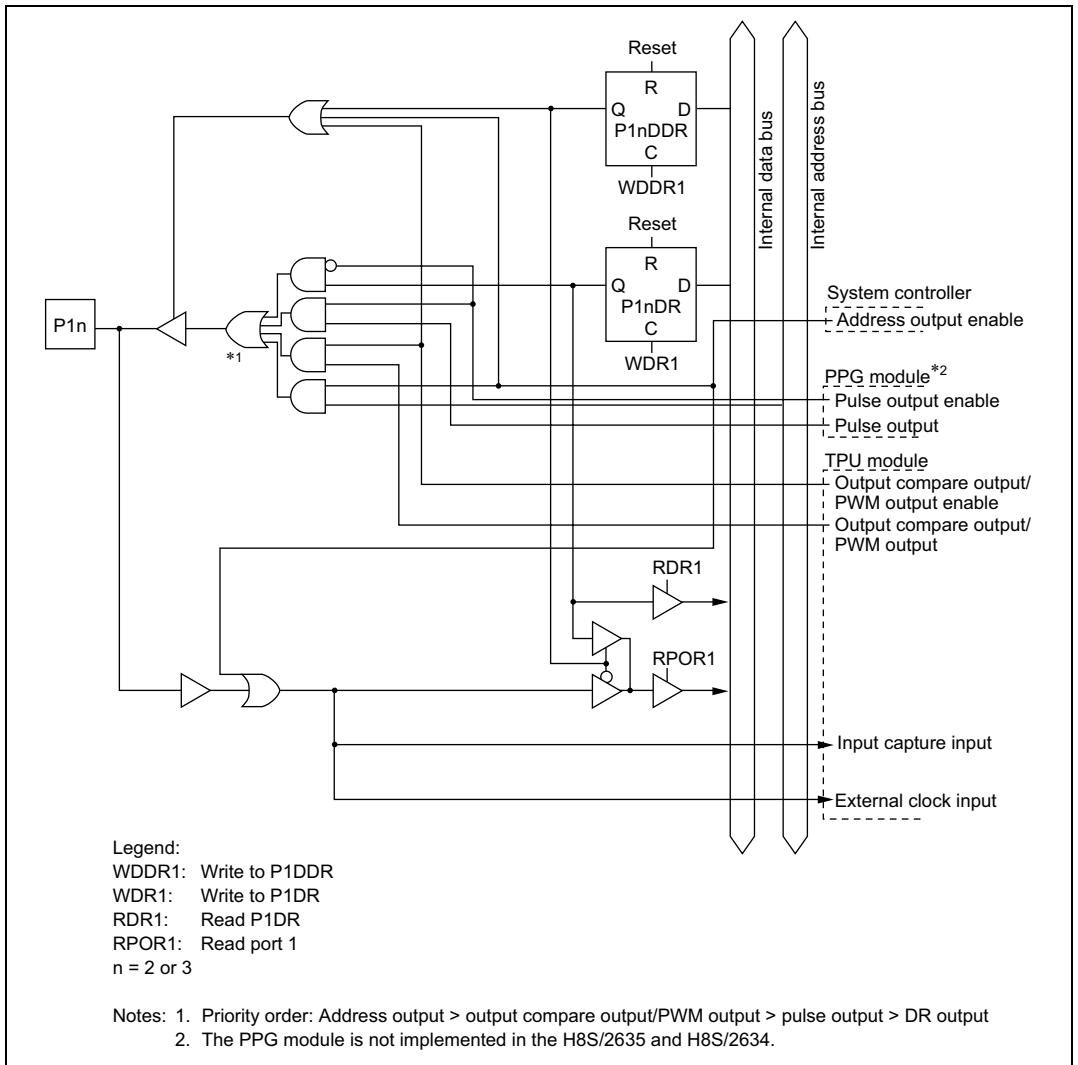 Reset
R
Q D
P1nDDR
C
WDDR1
Internal data bus
Internal address bus
Reset
R
Q D
P1nDR
C
WDR1
System controller
Address output enable
P1n
*1
PPG module*2
Pulse output enable
Pulse output
TPU module
Output compare output/
PWM output enable
Output compare output/
PWM output
RDR1
RPOR1
Input capture input
External clock input
Legend:
WDDR1: Write to P1DDR
WDR1: Write to P1DR
RDR1: Read P1DR
RPOR1: Read port 1
n = 2 or 3
Notes: 1. Priority order: Address output > output compare output/PWM output > pulse output > DR output
2. The PPG module is not implemented in the H8S/2635 and H8S/2634.